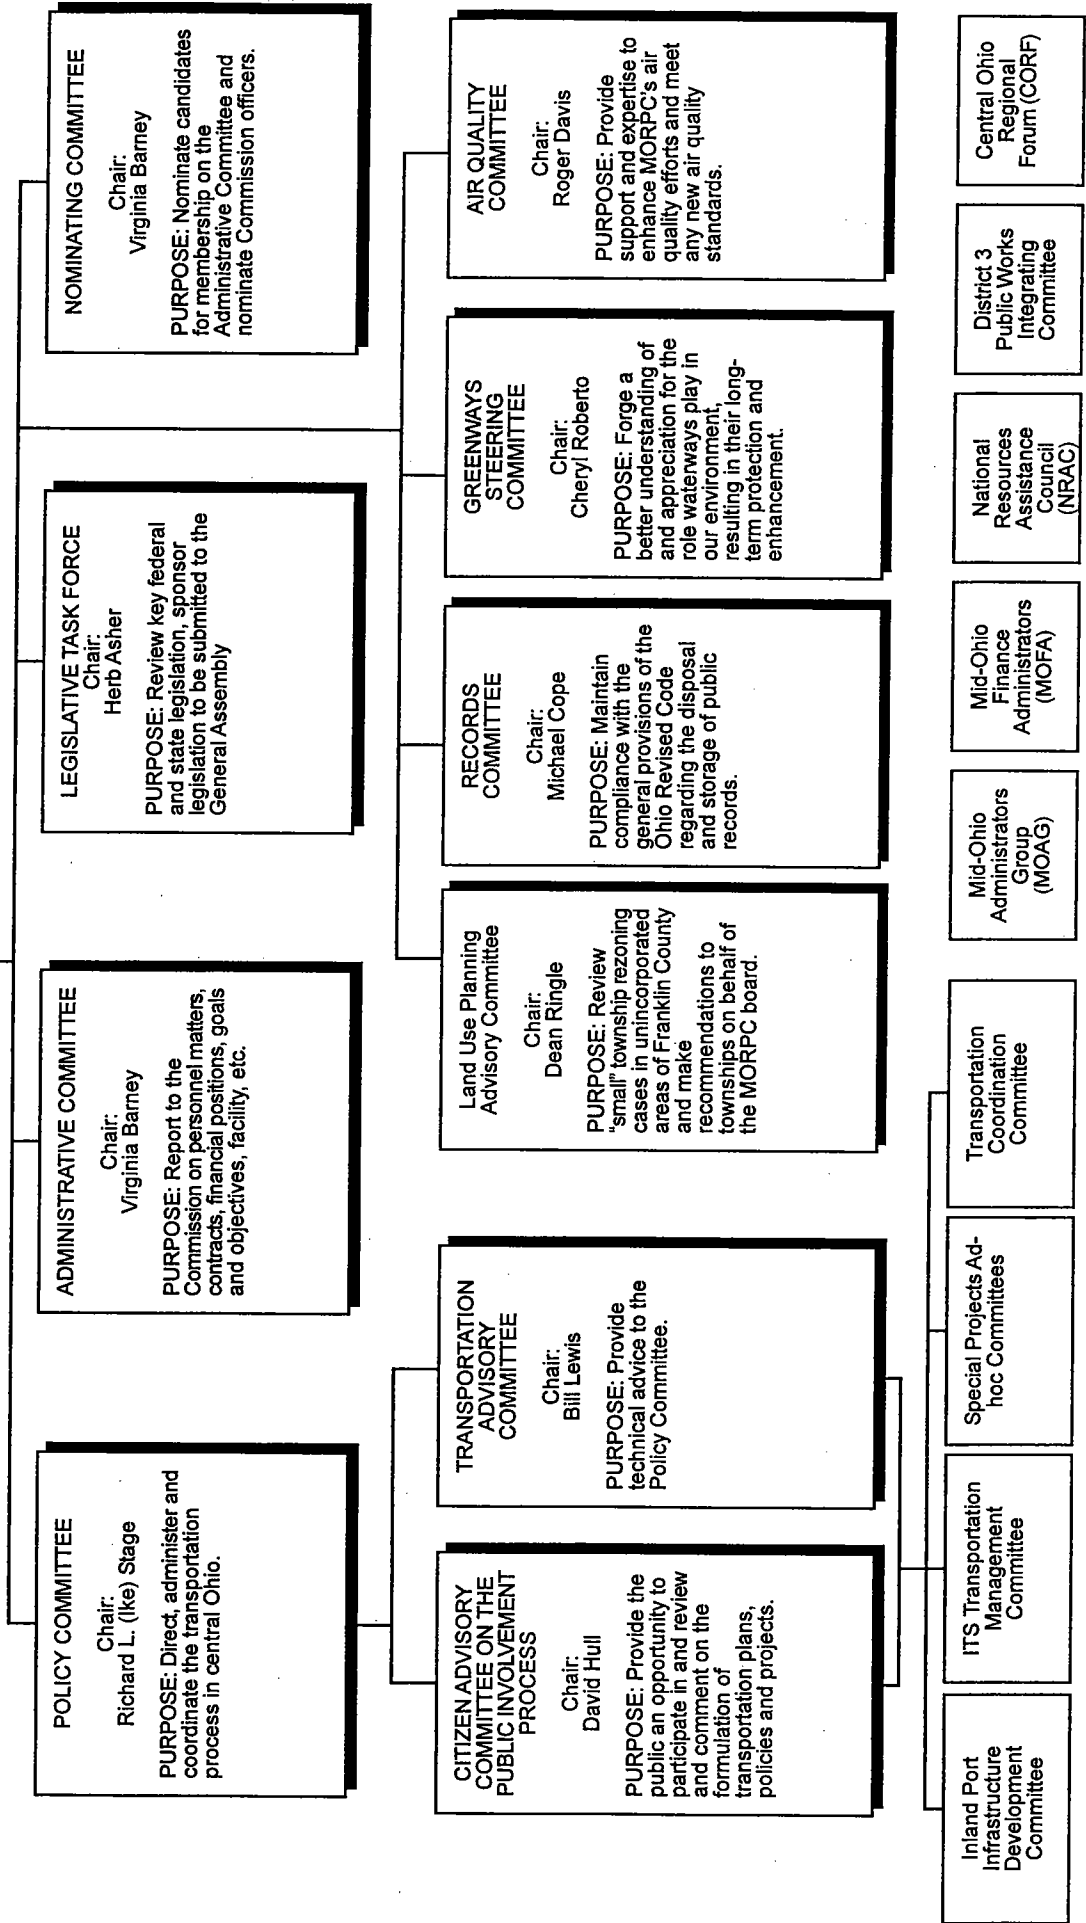 POLICY COMMITTEE
Chair:
Richard L. (Ike) Stage
PURPOSE: Direct, administer and
coordinate the transportation
process in central Ohio.
ADMINISTRATIVE COMMITTEE
Chair:
Virginia Barney
PURPOSE: Report to the
Commission on personnel matters,
contracts, financial positions, goals
and objectives, facility, etc.
LEGISLATIVE TASK FORCE
Chair:
Herb Asher
PURPOSE: Review key federal
and state legislation, sponsor
legislation to be submitted to the
General Assembly
NOMINATING COMMITTEE
Chair:
Virginia Barney
PURPOSE: Nominate candidates
for membership on the
Administrative Committee and
nominate Commission officers.
CITIZEN ADVISORY
COMMITTEE ON THE
PUBLIC INVOLVEMENT
PROCESS
Chair:
David Hull
PURPOSE: Provide the
public an opportunity to
participate in and review
and comment on the
formulation of
transportation plans,
policies and projects.
TRANSPORTATION
ADVISORY
COMMITTEE
Chair:
Bill Lewis
PURPOSE: Provide
technical advice to the
Policy Committee.
Land Use Planning
Advisory Committee
Chair:
Dean Ringle
PURPOSE: Review
"small" township rezoning
cases in unincorporated
areas of Franklin County
and make
recommendations to
townships on behalf of
the MORPC board.
RECORDS
COMMITTEE
Chair:
Michael Cope
PURPOSE: Maintain
compliance with the
general provisions of the
Ohio Revised Code
regarding the disposal
and storage of public
records.
GREENWAYS
STEERING
COMMITTEE
Chair:
Cheryl Roberto
PURPOSE: Forge a
better understanding of
and appreciation for the
role waterways play in
our environment,
resulting in their long-
term protection and
enhancement.
AIR QUALITY
COMMITTEE
Chair:
Roger Davis
PURPOSE: Provide
support and expertise to
enhance MORPC's air
quality efforts and meet
any new air quality
standards.
Inland Port
Infrastructure
Development
Committee
ITS Transportation
Management
Committee
Special Projects Ad-
hoc Committees
Transportation
Coordination
Committee
Mid-Ohio
Administrators
Group
(MOAG)
Mid-Ohio
Finance
Administrators
(MOFA)
National
Resources
Assistance
Council
(NRAC)
District 3
Public Works
Integrating
Committee
Central Ohio
Regional
Forum (CORF)